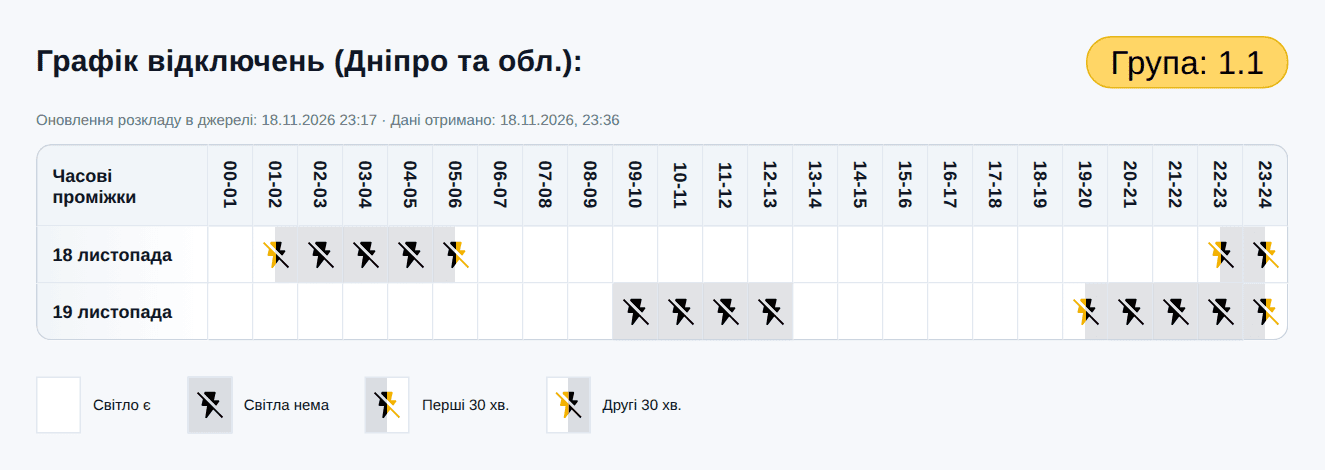 Графік відключень (Дніпро та обл.):
Група: 1.1
Оновлення розкладу в джерелі: 18.11.2026 23:17 · Дані отримано: 18.11.2026, 23:36
Часові
проміжки
00-01
01-02
02-03
03-04
04-05
05-06
06-07
07-08
08-09
09-10
10-11
11-12
12-13
13-14
14-15
15-16
16-17
17-18
18-19
19-20
20-21
21-22
22-23
23-24
18 листопада
19 листопада
Світло є
Світла нема
Перші 30 хв.
Другі 30 хв.